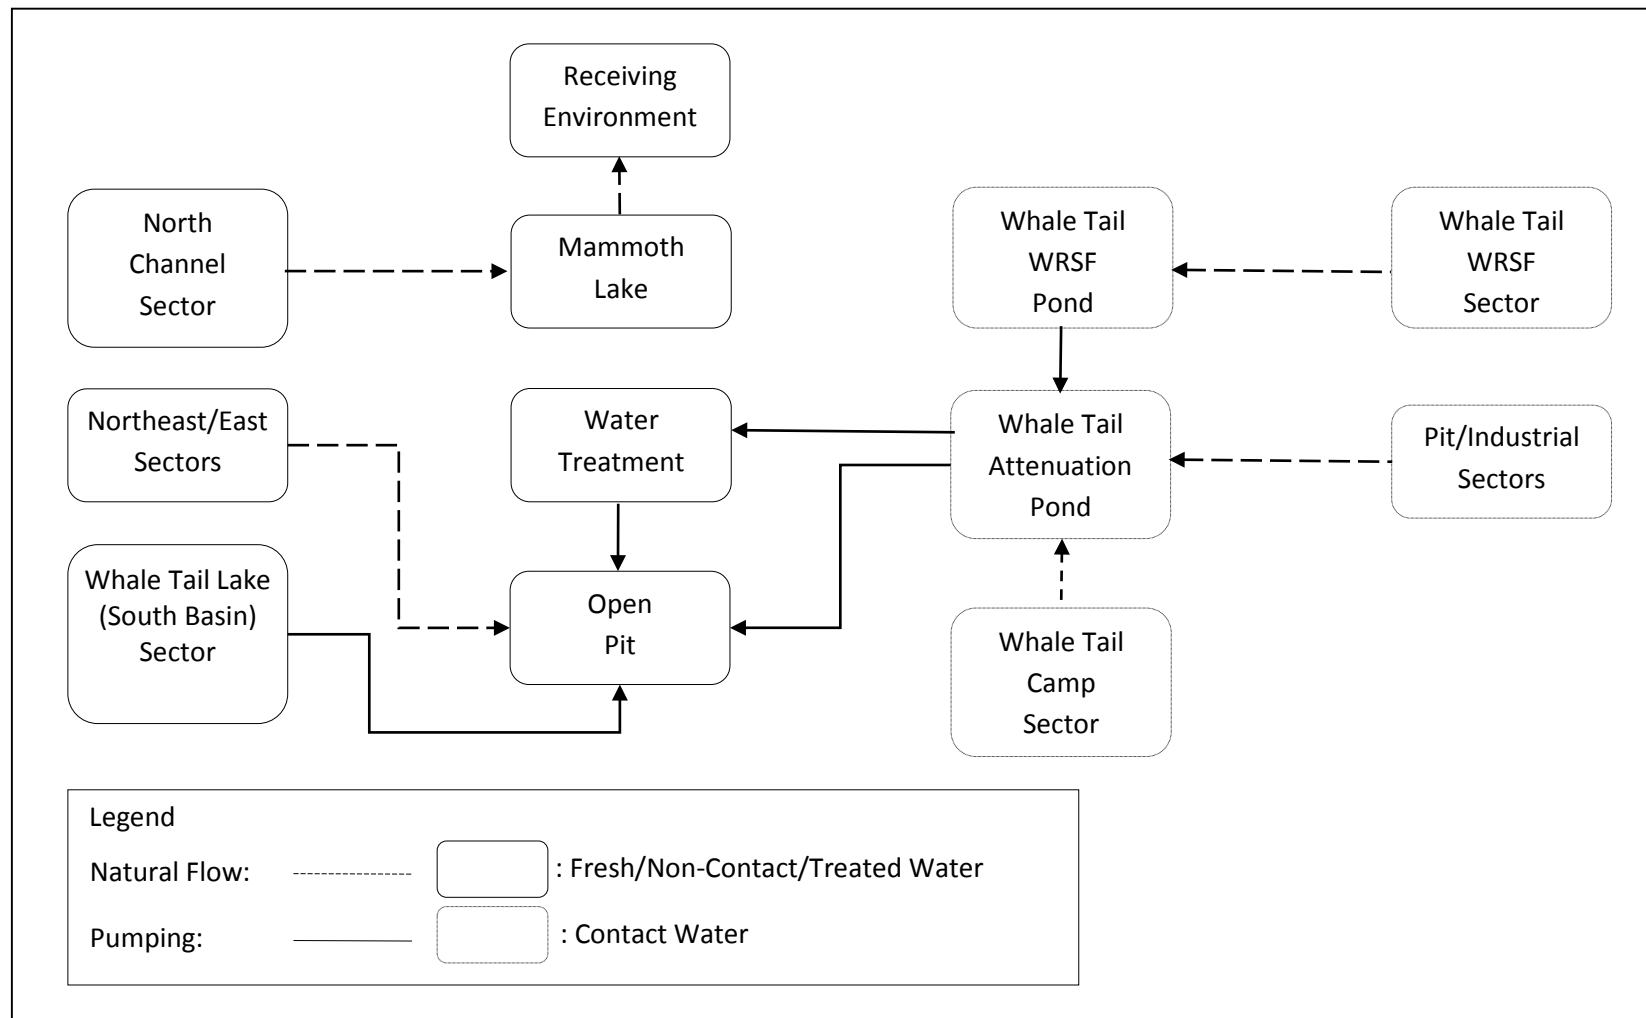 Receiving
Environment
North
Channel
Sector
Mammoth
Lake
Whale Tail
WRSF
Pond
Whale Tail
WRSF
Sector
Northeast/East
Sectors
Water
Treatment
Whale Tail
Attenuation
Pond
Pit/Industrial
Sectors
Whale Tail Lake
(South Basin)
Sector
Open
Pit
Whale Tail
Camp
Sector
Legend
Natural Flow:
: Fresh/Non-Contact/Treated Water
Pumping:
: Contact Water